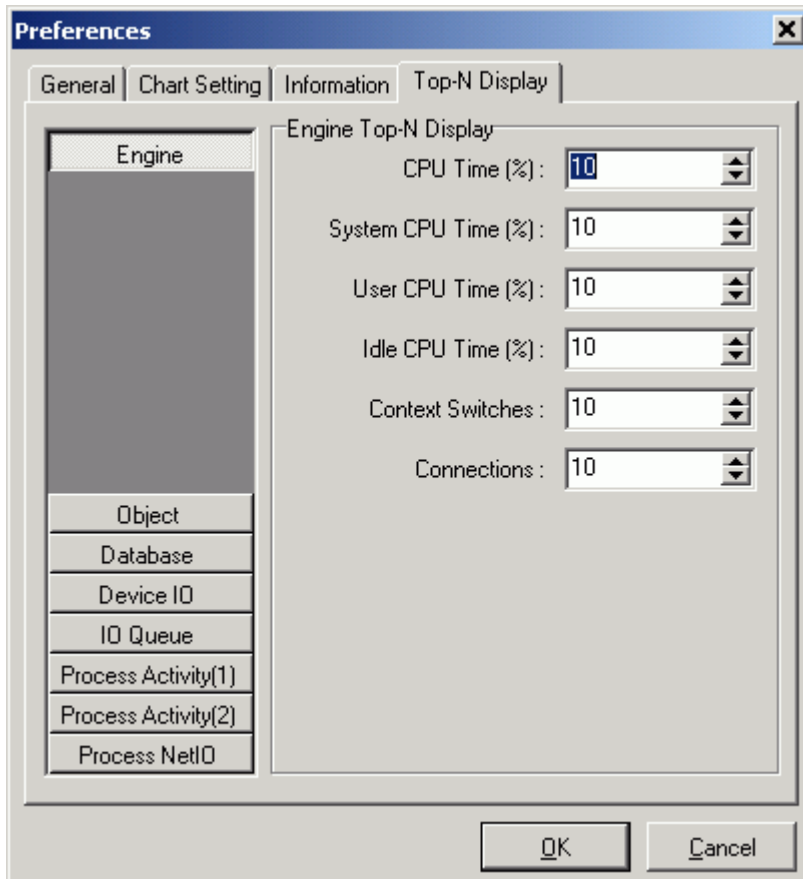 Preferences
General Chart Setting Information Top-N Display
Engine
Object
Database
Device IO
IO Queue
Process Activity(1)
Process Activity(2)
Process NetIO
Engine Top-N Display
CPU Time (%) : 10
System CPU Time (%) : 10
User CPU Time (%) : 10
Idle CPU Time (%) : 10
Context Switches : 10
Connections : 10
OK Cancel